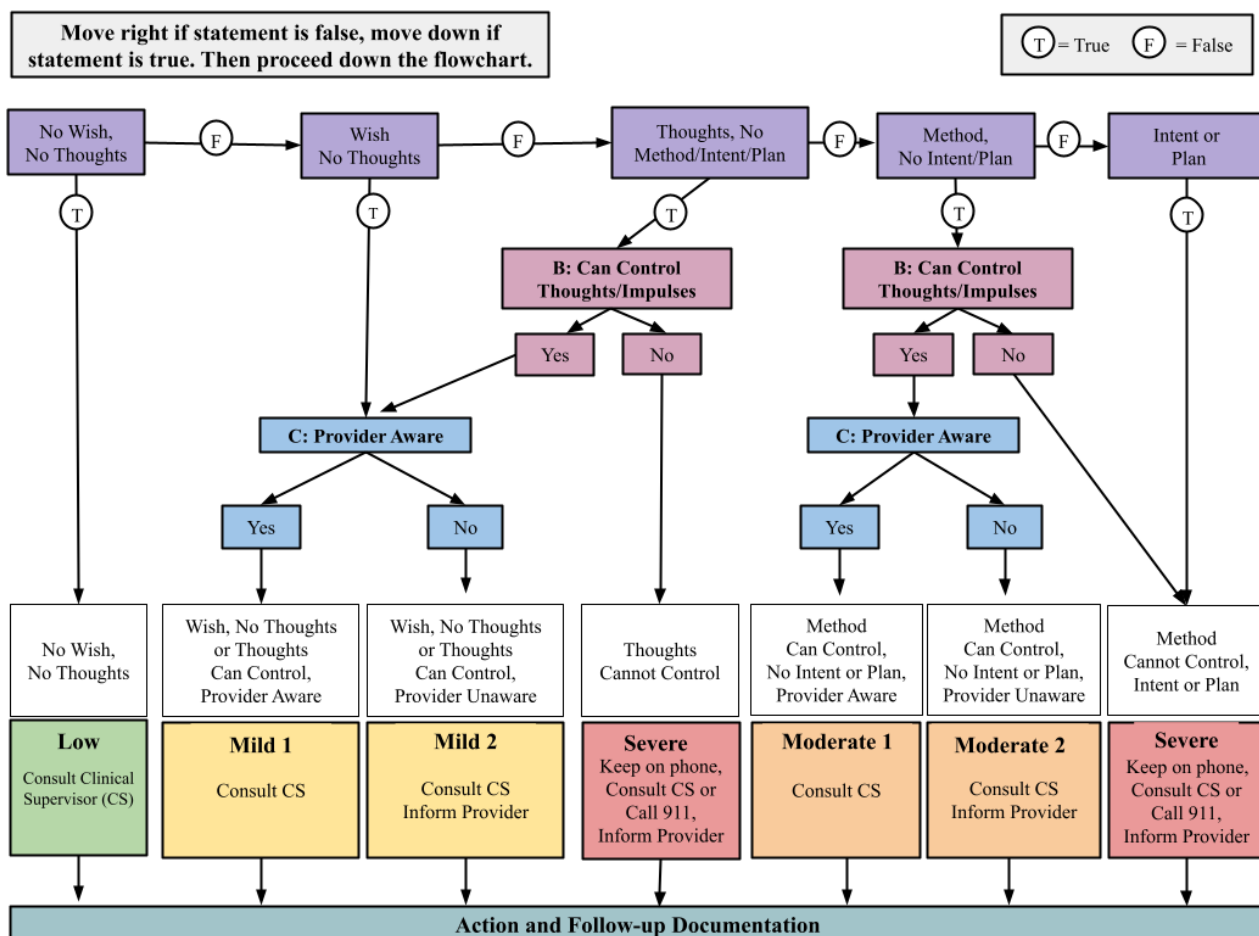 Move right if statement is false, move down if
statement is true. Then proceed down the flowchart.
T = True F = False
No Wish,
No Thoughts
F
Wish
No Thoughts
F
Thoughts, No
Method/Intent/Plan
F
Method,
No Intent/Plan
F
Intent or
Plan
T
T
T
T
T
B: Can Control
Thoughts/Impulses
B: Can Control
Thoughts/Impulses
Yes
No
Yes
No
C: Provider Aware
C: Provider Aware
Yes
No
Yes
No
No Wish,
No Thoughts
Wish, No Thoughts
or Thoughts
Can Control,
Provider Aware
Wish, No Thoughts
or Thoughts
Can Control,
Provider Unaware
Thoughts
Cannot Control
Method
Can Control,
No Intent or Plan,
Provider Aware
Method
Can Control,
No Intent or Plan,
Provider Unaware
Method
Cannot Control,
Intent or Plan
Low
Consult Clinical
Supervisor (CS)
Mild 1
Consult CS
Mild 2
Consult CS
Inform Provider
Severe
Keep on phone,
Consult CS or
Call 911,
Inform Provider
Moderate 1
Consult CS
Moderate 2
Consult CS
Inform Provider
Severe
Keep on phone,
Consult CS or
Call 911,
Inform Provider
Action and Follow-up Documentation